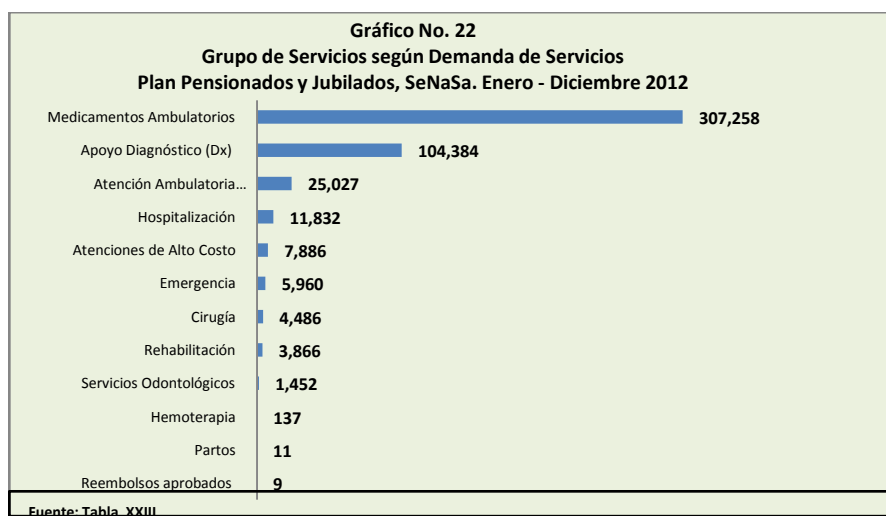 Gráfico No. 22
Grupo de Servicios según Demanda de Servicios
Plan Pensionados y Jubilados, SeNaSa. Enero - Diciembre 2012
Medicamentos Ambulatorios 307,258
Apoyo Diagnóstico (Dx) 104,384
Atención Ambulatoria... 25,027
Hospitalización 11,832
Atenciones de Alto Costo 7,886
Emergencia 5,960
Cirugía 4,486
Rehabilitación 3,866
Servicios Odontológicos 1,452
Hemoterapia 137
Partos 11
Reembolsos aprobados 9
Fuente: Tabla XXIII